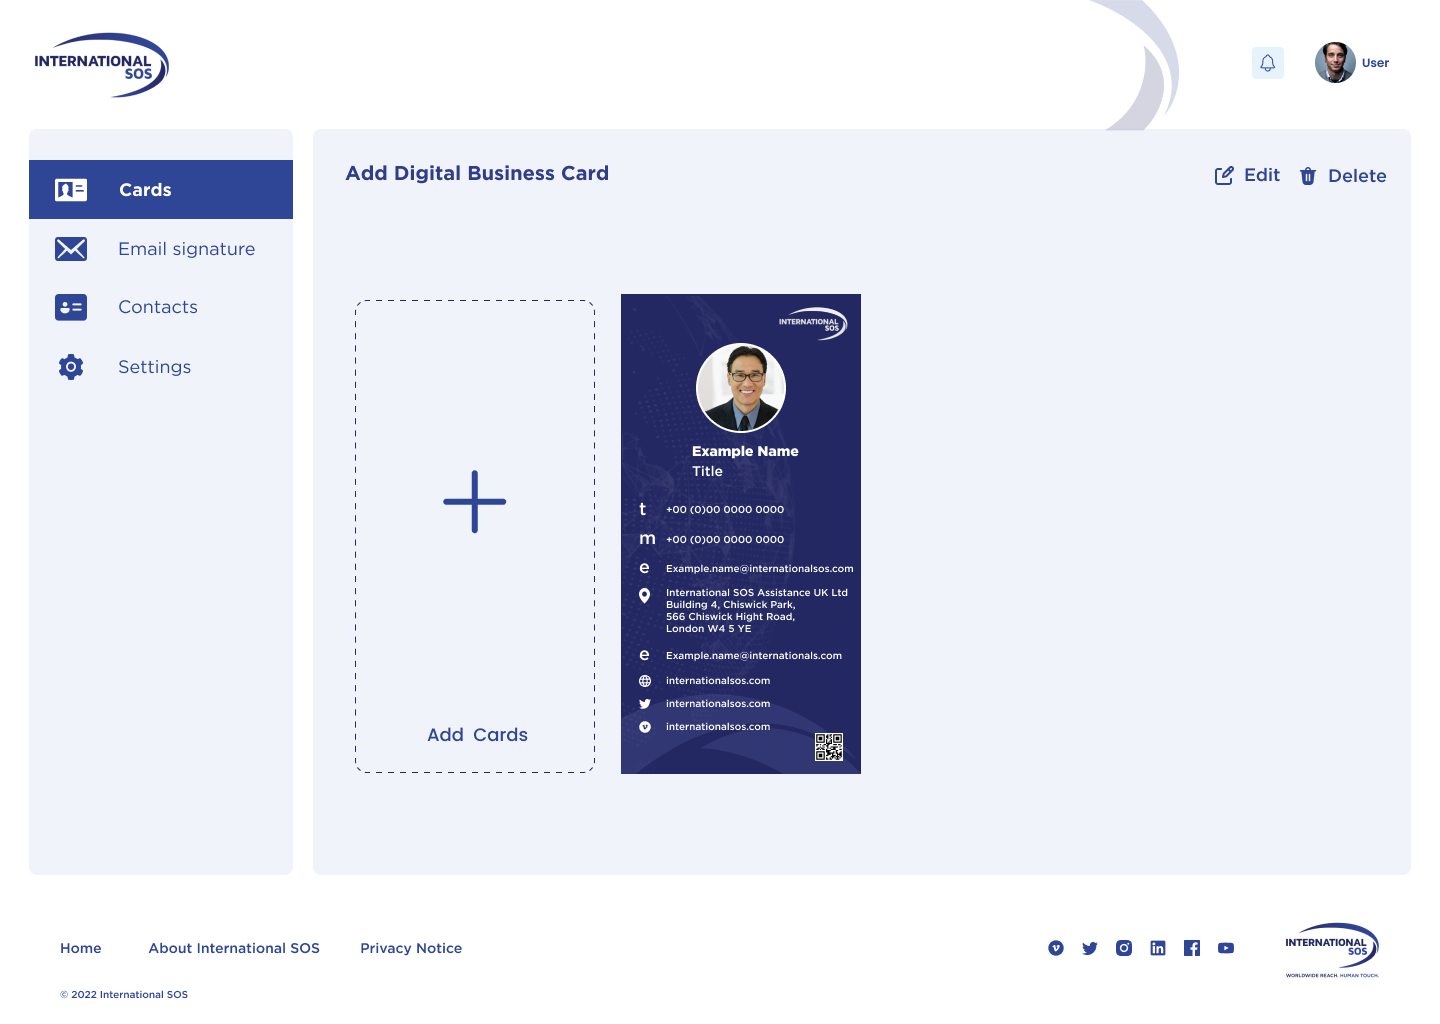 INTERNATIONAL
SOS
User
Cards
Email signature
Contacts
Settings
Add Digital Business Card
Edit
Delete
Add Cards
INTERNATIONAL
SOS
Example Name
Title
t +00 (0)00 0000 0000
m +00 (0)00 0000 0000
e Example.name@internationalsos.com
International SOS Assistance UK Ltd
Building 4, Chiswick Park,
566 Chiswick Hight Road,
London W4 5 YE
e Example.name@internationals.com
internationalsos.com
internationalsos.com
internationalsos.com
Home
About International SOS
Privacy Notice
INTERNATIONAL
SOS
WORLDWIDE REACH. HUMAN TOUCH.
© 2022 International SOS